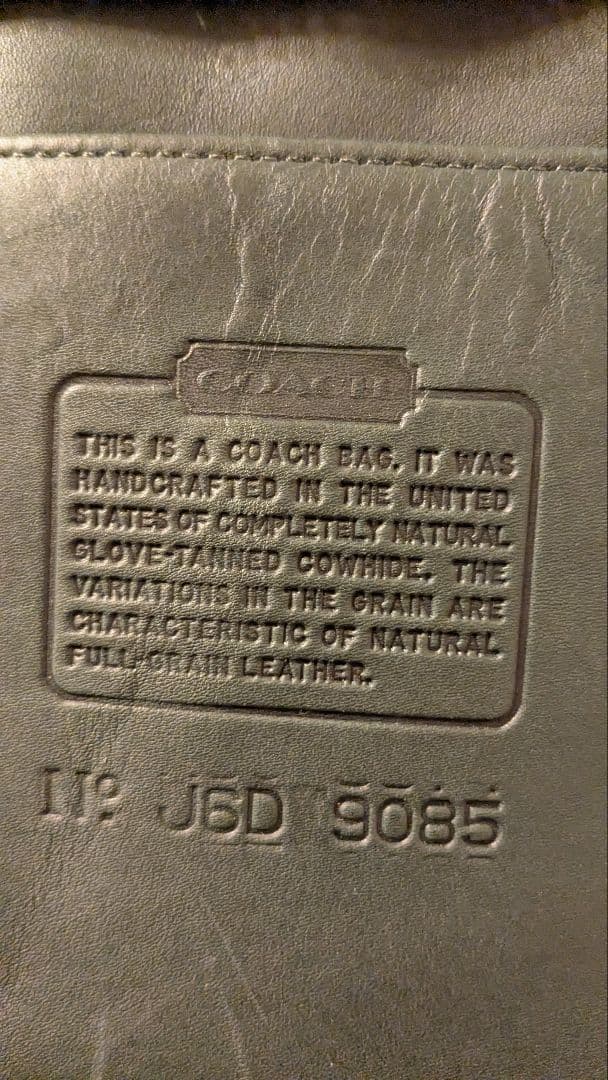 COACH
THIS IS A COACH BAG. IT WAS
HANDCRAFTED IN THE UNITED
STATES OF COMPLETELY NATURAL
GLOVE-TANNED COWHIDE. THE
VARIATIONS IN THE GRAIN ARE
CHARACTERISTIC OF NATURAL
FULL GRAIN LEATHER.
No J6D 9085